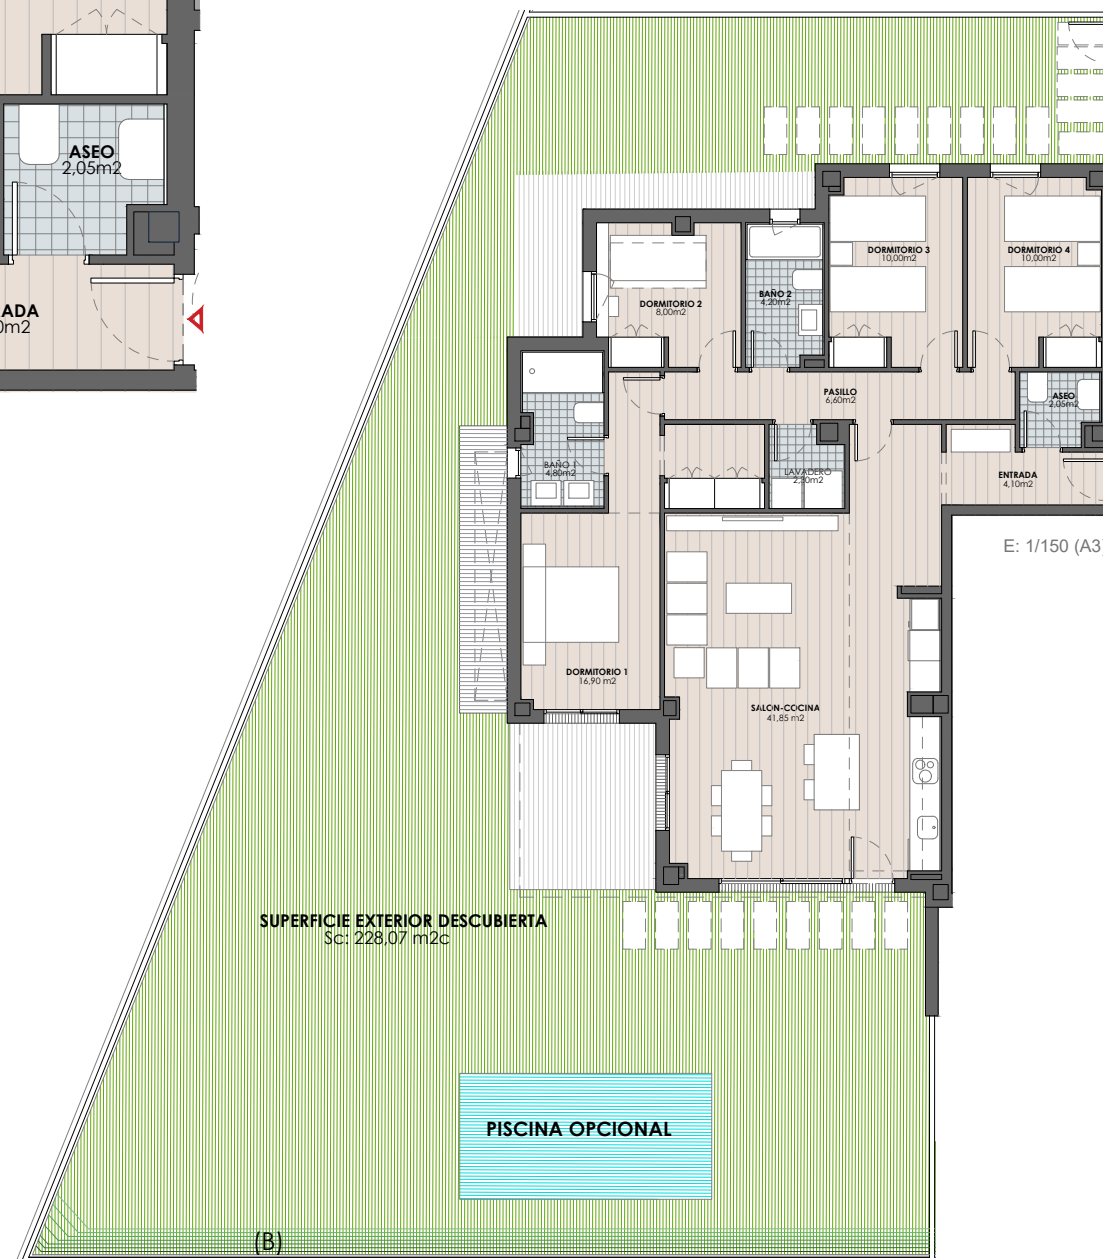 ASEO
2,05m2
ADA
0m2
DORMITORIO 3
10,00m2
DORMITORIO 4
10,00m2
DORMITORIO 2
8,00m2
BAÑO 2
4,20m2
PASILLO
6,60m2
ASEO
2,05m2
BAÑO 1
4,80m2
LAVADERO
2,30m2
ENTRADA
4,10m2
E: 1/150 (A3)
DORMITORIO 1
16,90 m2
SALON-COCINA
41,85 m2
SUPERFICIE EXTERIOR DESCUBIERTA
Sc: 228,07 m2c
PISCINA OPCIONAL
(B)